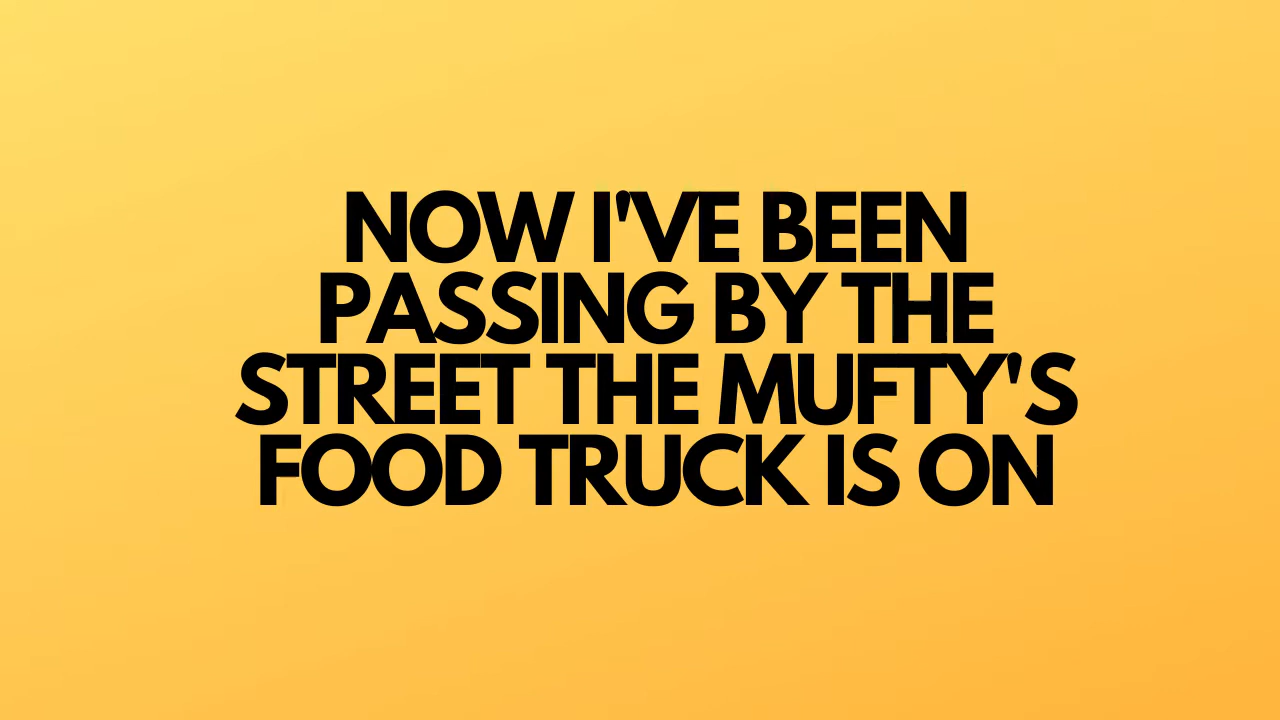 NOW I'VE BEEN
PASSING BY THE
STREET THE MUFTY'S
FOOD TRUCK IS ON